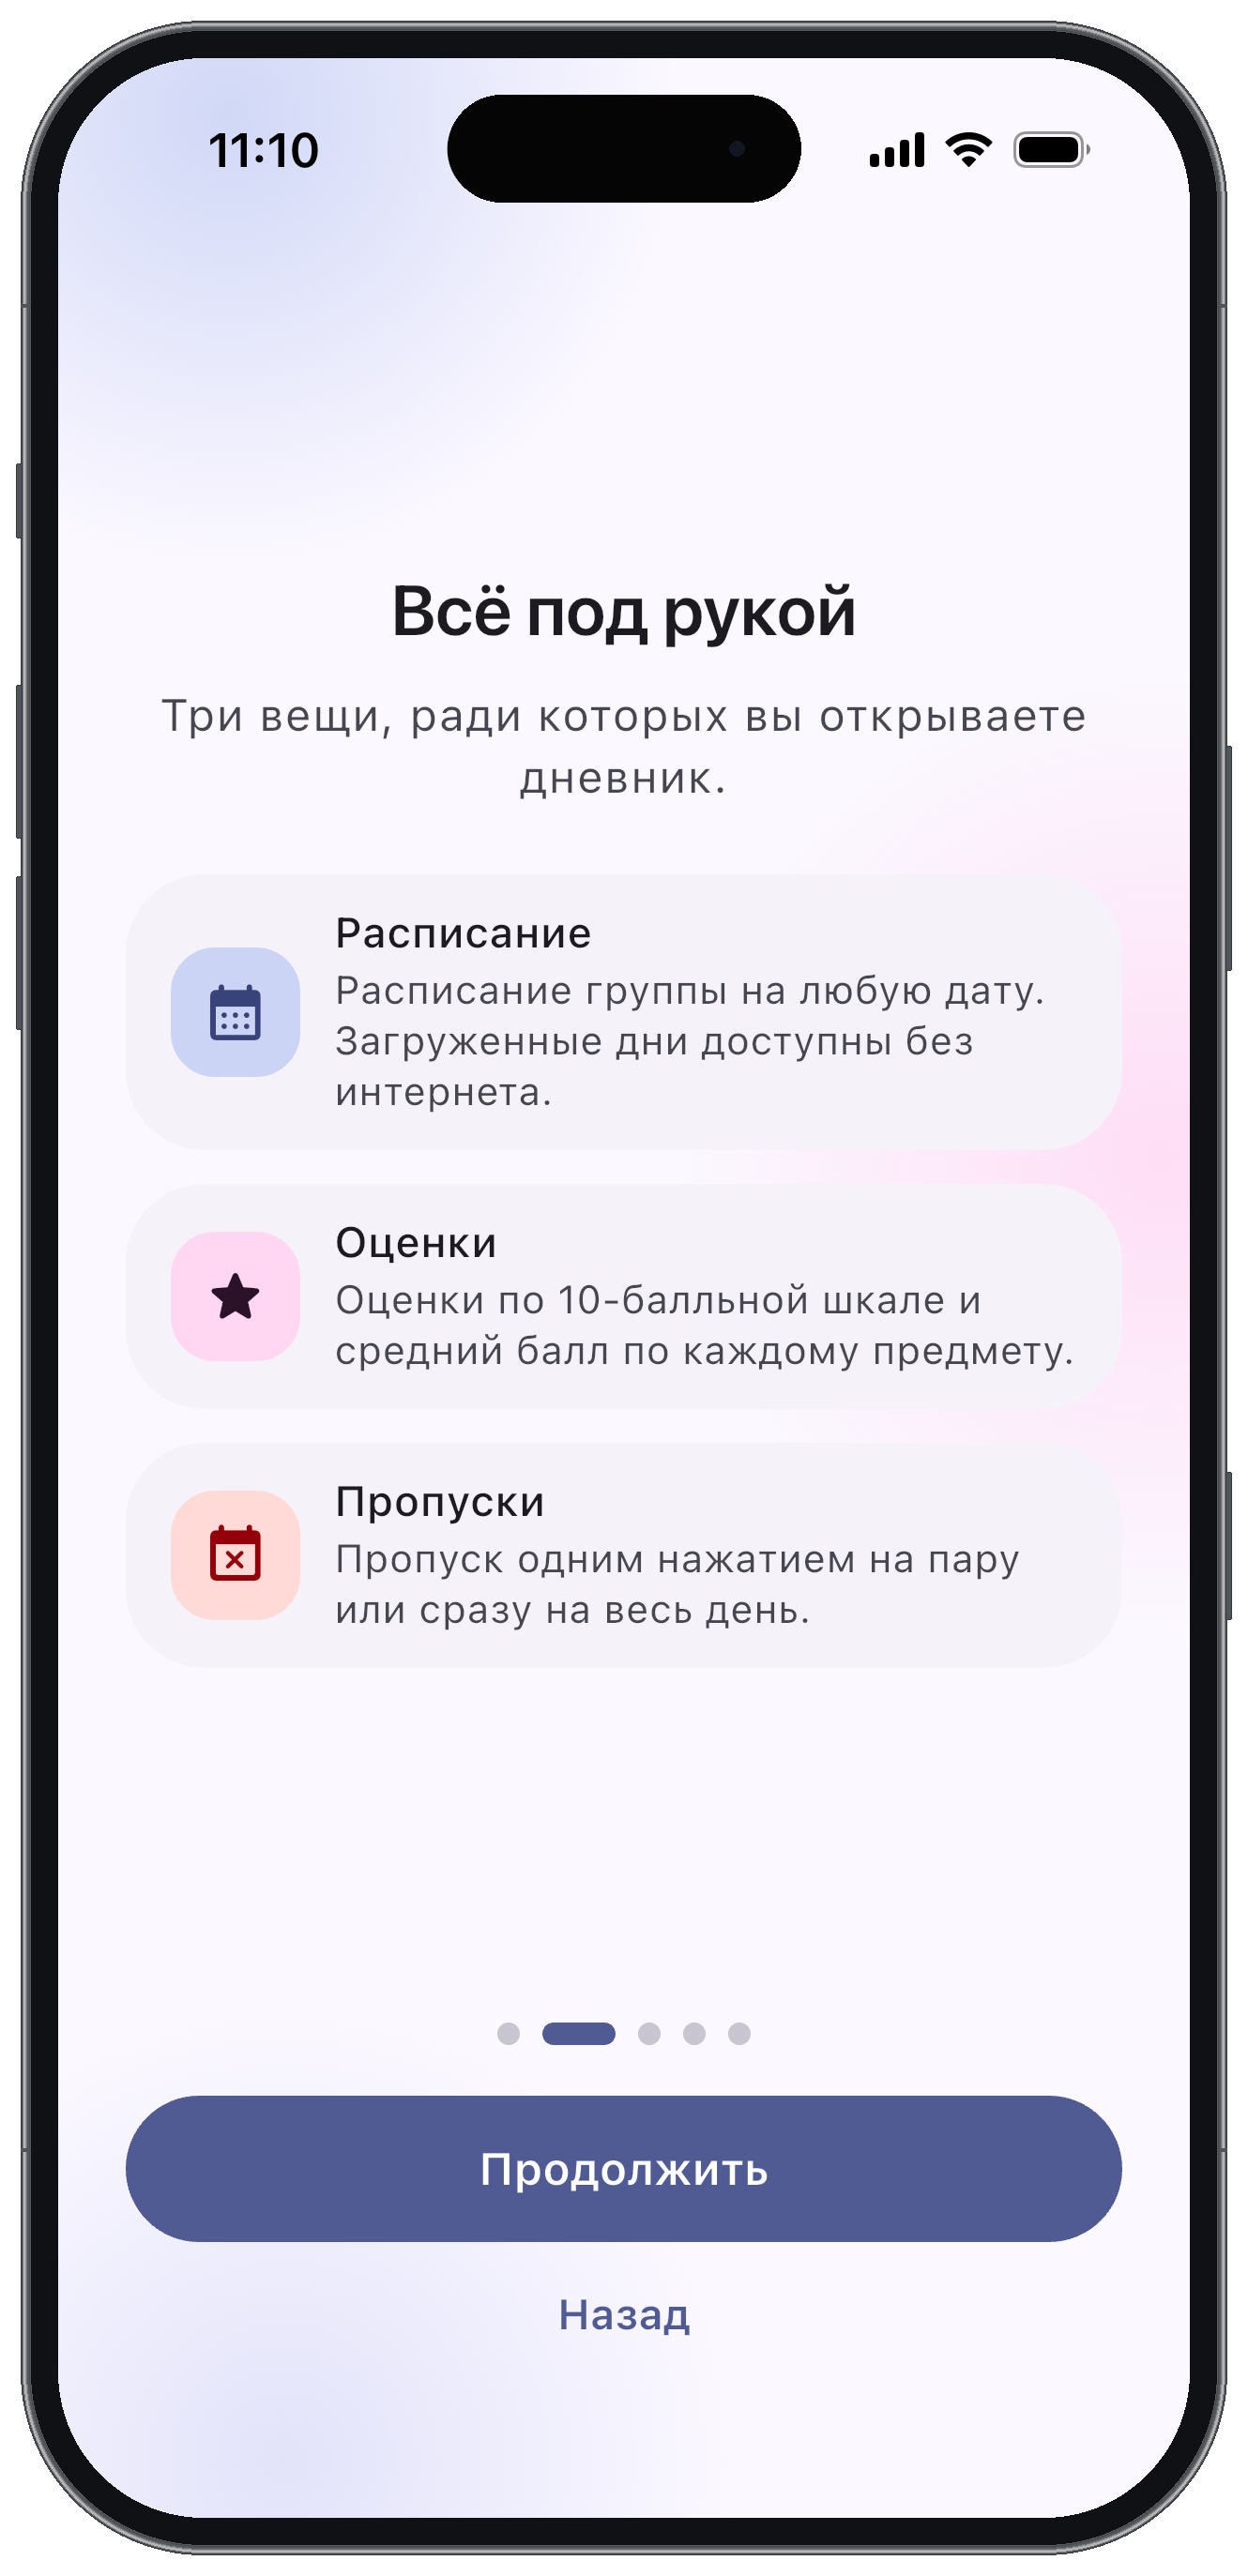 11:10
Всё под рукой
Три вещи, ради которых вы открываете
дневник.
Расписание
Расписание группы на любую дату.
Загруженные дни доступны без
интернета.
Оценки
Оценки по 10-балльной шкале и
средний балл по каждому предмету.
Пропуски
Пропуск одним нажатием на пару
или сразу на весь день.
Продолжить
Назад